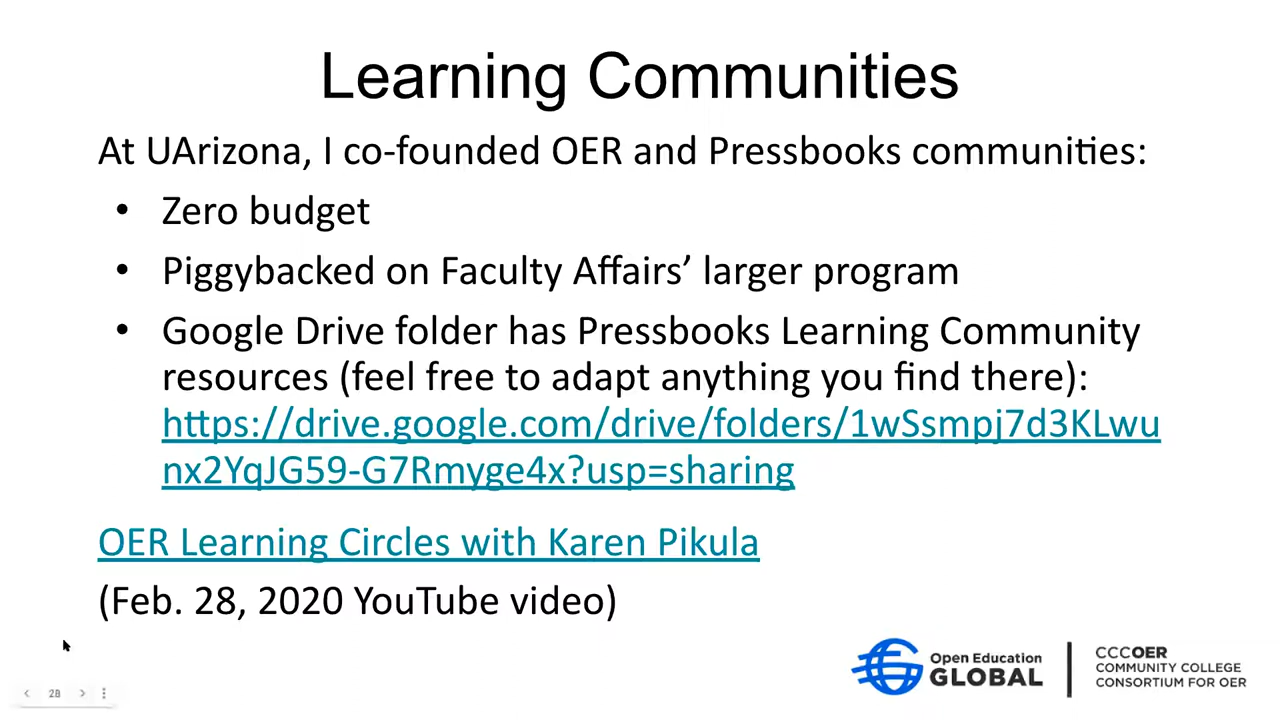 Learning Communities
At UArizona, I co-founded OER and Pressbooks communities:
• Zero budget
• Piggybacked on Faculty Affairs’ larger program
• Google Drive folder has Pressbooks Learning Community
resources (feel free to adapt anything you find there):
https://drive.google.com/drive/folders/1wSsmpj7d3KLwu
nx2YqJG59-G7Rmyge4x?usp=sharing
OER Learning Circles with Karen Pikula
(Feb. 28, 2020 YouTube video)
Open Education
GLOBAL
CCCOER
COMMUNITY COLLEGE
CONSORTIUM FOR OER
28